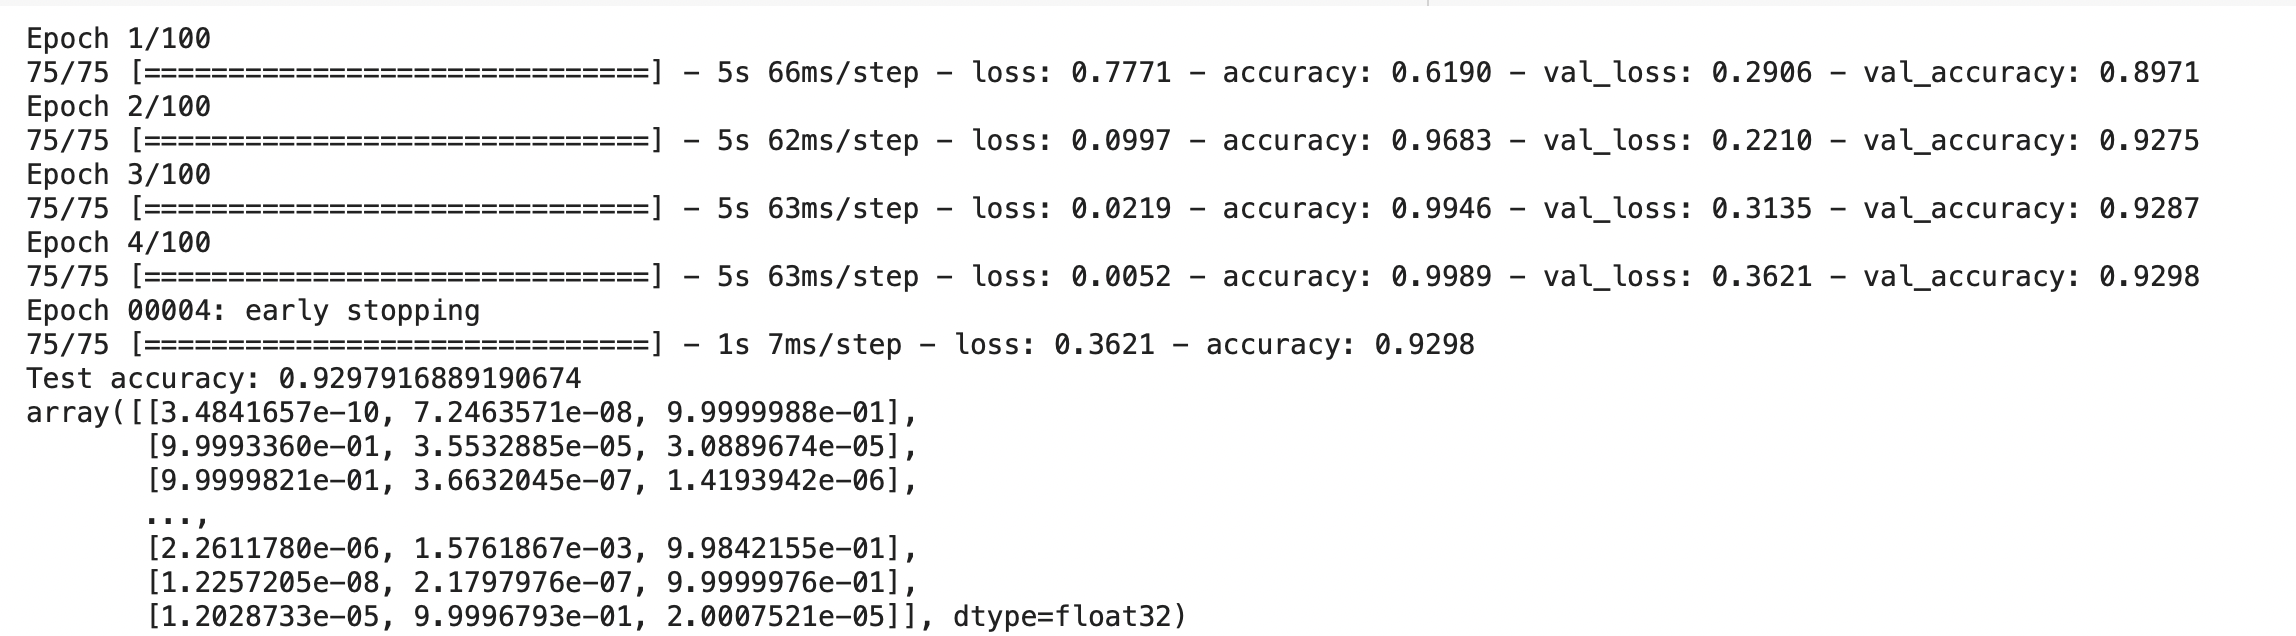 Epoch 1/100
75/75 [==============================] - 5s 66ms/step - loss: 0.7771 - accuracy: 0.6190 - val_loss: 0.2906 - val_accuracy: 0.8971
Epoch 2/100
75/75 [==============================] - 5s 62ms/step - loss: 0.0997 - accuracy: 0.9683 - val_loss: 0.2210 - val_accuracy: 0.9275
Epoch 3/100
75/75 [==============================] - 5s 63ms/step - loss: 0.0219 - accuracy: 0.9946 - val_loss: 0.3135 - val_accuracy: 0.9287
Epoch 4/100
75/75 [==============================] - 5s 63ms/step - loss: 0.0052 - accuracy: 0.9989 - val_loss: 0.3621 - val_accuracy: 0.9298
Epoch 00004: early stopping
75/75 [==============================] - 1s 7ms/step - loss: 0.3621 - accuracy: 0.9298
Test accuracy: 0.9297916889190674
array([[3.4841657e-10, 7.2463571e-08, 9.9999988e-01],
       [9.9993360e-01, 3.5532885e-05, 3.0889674e-05],
       [9.9999821e-01, 3.6632045e-07, 1.4193942e-06],
       ...,
       [2.2611780e-06, 1.5761867e-03, 9.9842155e-01],
       [1.2257205e-08, 2.1797976e-07, 9.9999976e-01],
       [1.2028733e-05, 9.9996793e-01, 2.0007521e-05]], dtype=float32)